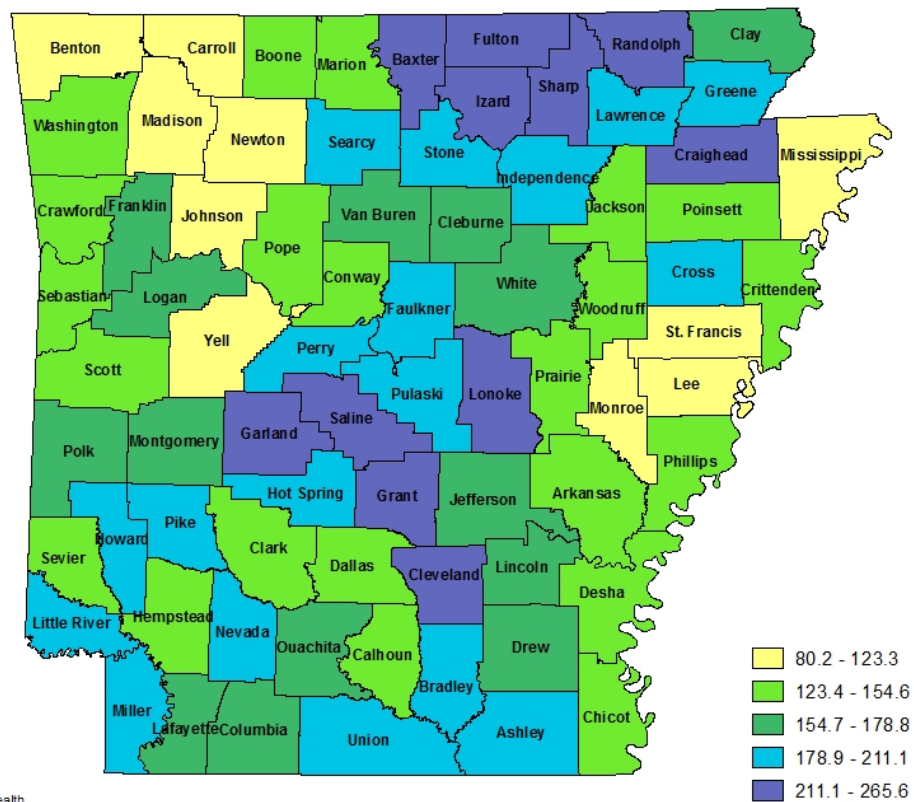 Benton
Carroll
Boone
Marion
Baxter
Fulton
Randolph
Clay
Izard
Sharp
Lawrence
Greene
Washington
Madison
Newton
Searcy
Stone
Independence
Craighead
Mississippi
Crawford
Franklin
Johnson
Pope
Van Buren
Cleburne
Jackson
Poinsett
Sebastian
Logan
Conway
Faulkner
White
Woodruff
Cross
Crittenden
Scott
Yell
Perry
Pulaski
Lonoke
Prairie
St. Francis
Lee
Monroe
Phillips
Polk
Montgomery
Garland
Saline
Hot Spring
Grant
Jefferson
Arkansas
Sevier
Howard
Pike
Clark
Dallas
Cleveland
Lincoln
Desha
Little River
Hempstead
Nevada
Ouachita
Calhoun
Bradley
Drew
Miller
Lafayette
Columbia
Union
Ashley
Chicot
80.2 - 123.3
123.4 - 154.6
154.7 - 178.8
178.9 - 211.1
211.1 - 265.6